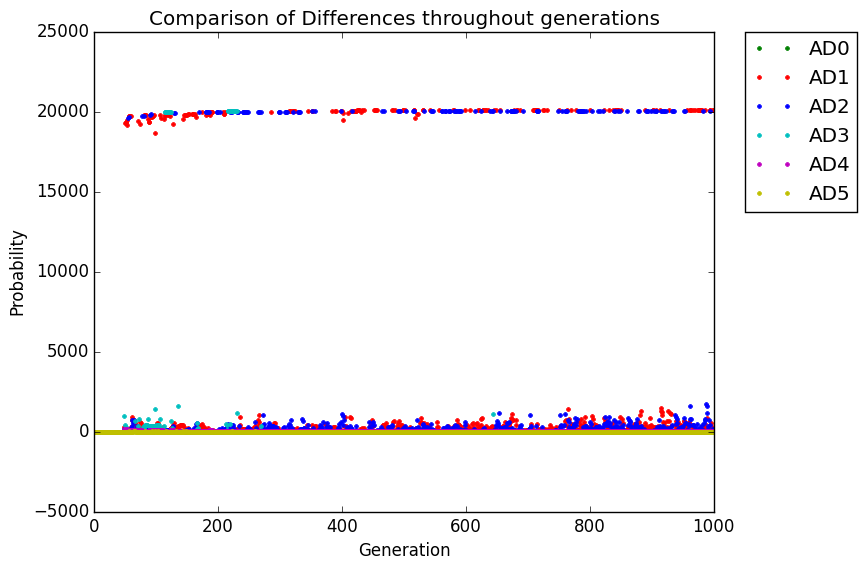 Comparison of Differences throughout generations
25000
20000
15000
10000
5000
0
−5000
Probability
0 200 400 600 800 1000
Generation
AD0
AD1
AD2
AD3
AD4
AD5